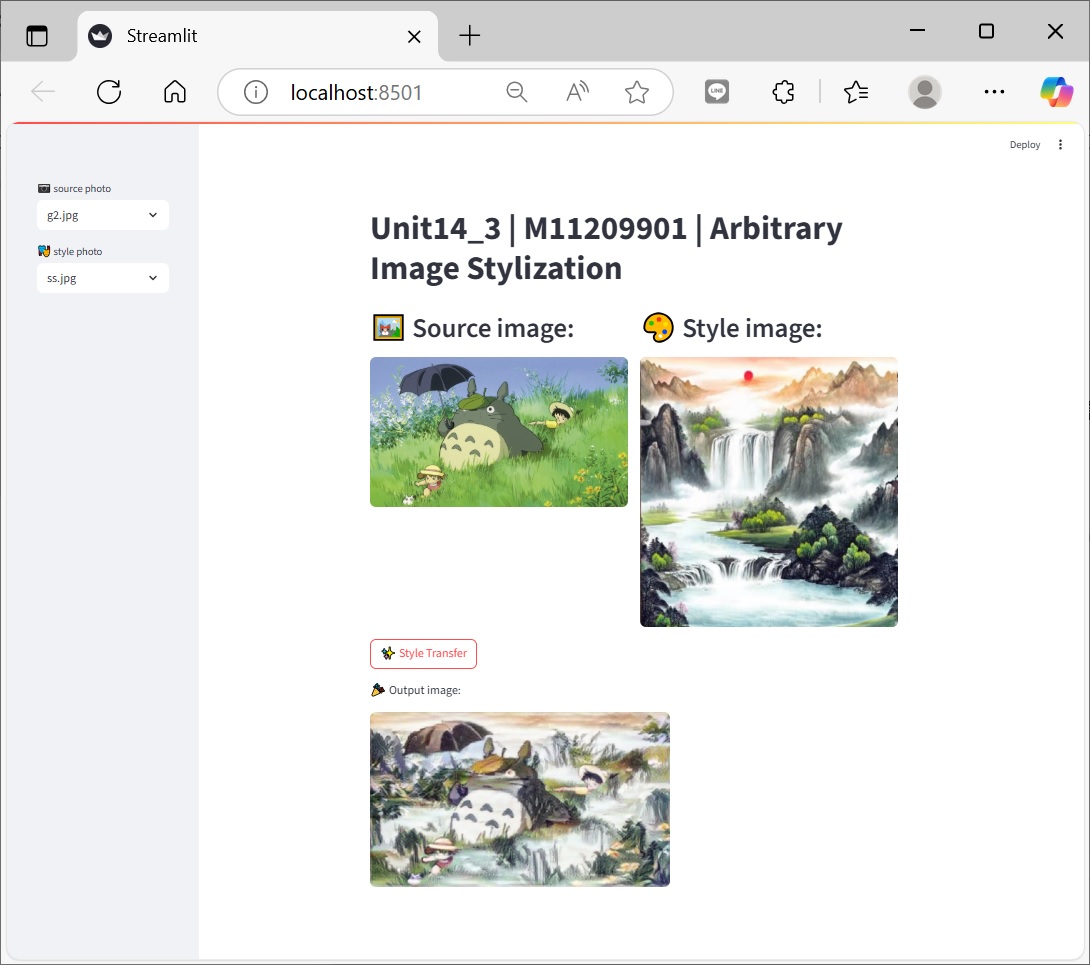 Streamlit
localhost:8501
LINE
Deploy
source photo
g2.jpg
style photo
ss.jpg
Unit14_3 | M11209901 | Arbitrary
Image Stylization
Source image:
Style image:
Style Transfer
Output image: